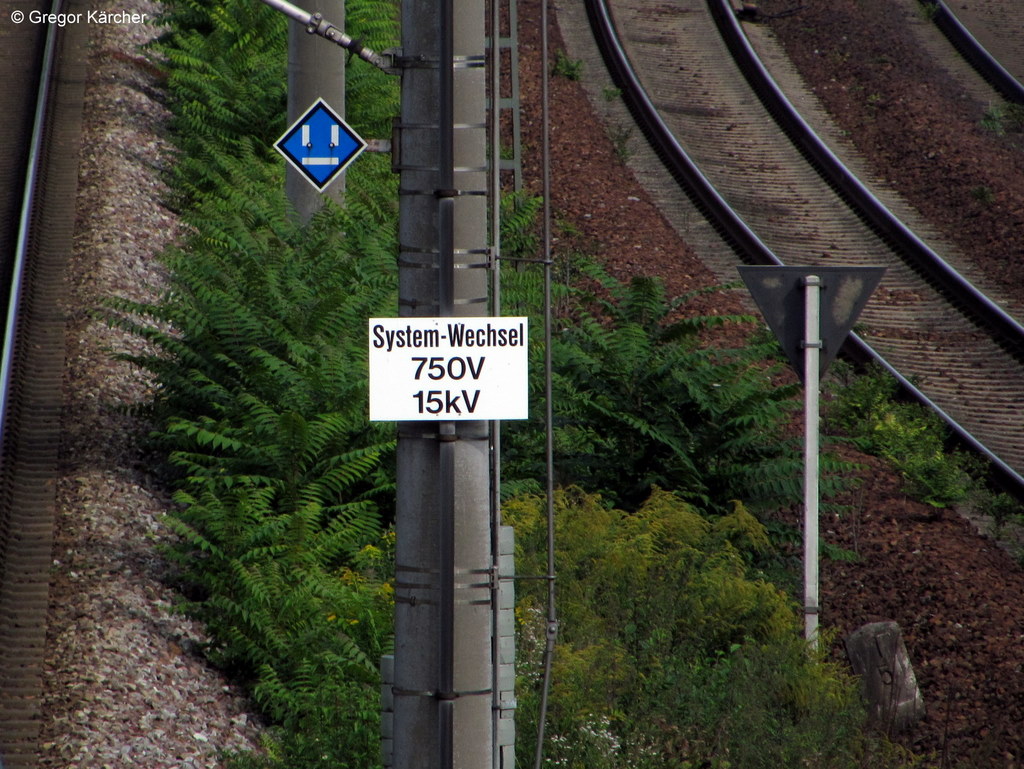 © Gregor Kärcher
System-Wechsel
750V
15kV